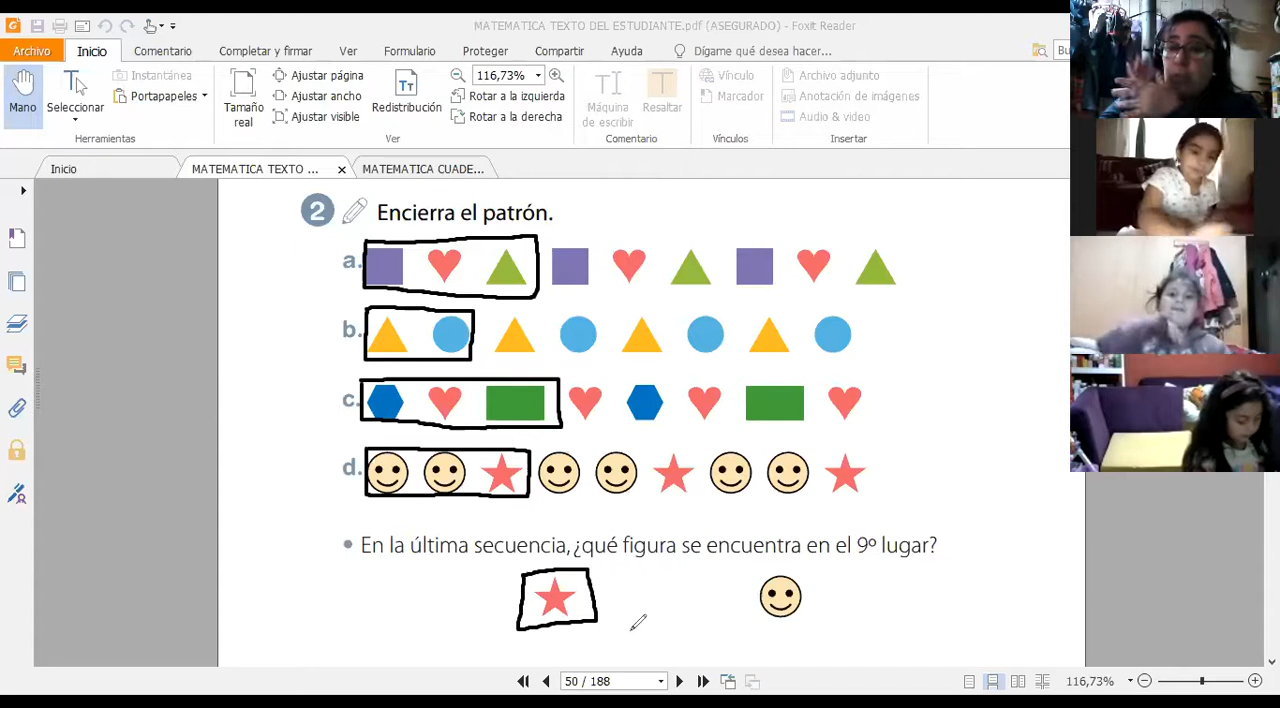 MATEMATICA TEXTO DEL ESTUDIANTE.pdf (ASEGURADO) - Foxit Reader
Archivo Inicio Comentario Completar y firmar Ver Formulario Proteger Compartir Ayuda Dígame qué desea hacer... Bu
Mano
Seleccionar
Instantánea
Portapapeles
Herramientas
Tamaño real
Ajustar página
Ajustar ancho
Ajustar visible
Redistribución
116,73%
Rotar a la izquierda
Rotar a la derecha
Ver
Máquina de escribir
Resaltar
Comentario
Vínculo
Marcador
Vínculos
Archivo adjunto
Anotación de imágenes
Audio & video
Insertar
Inicio MATEMATICA TEXTO ... x MATEMATICA CUADE...
2 Encierra el patrón.
a.
b.
c.
d.
• En la última secuencia, ¿qué figura se encuentra en el 9º lugar?
50 / 188 116,73%